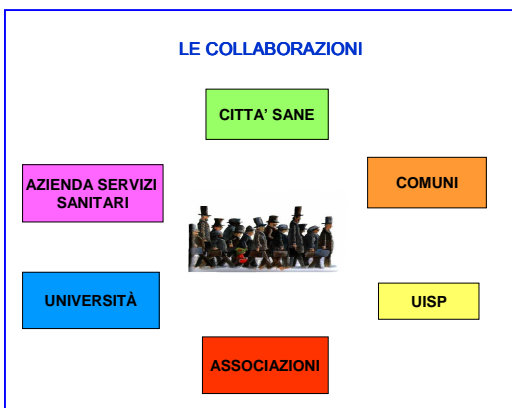 LE COLLABORAZIONI
CITTA' SANE
AZIENDA SERVIZI
SANITARI
COMUNI
UNIVERSITÀ
UISP
ASSOCIAZIONI